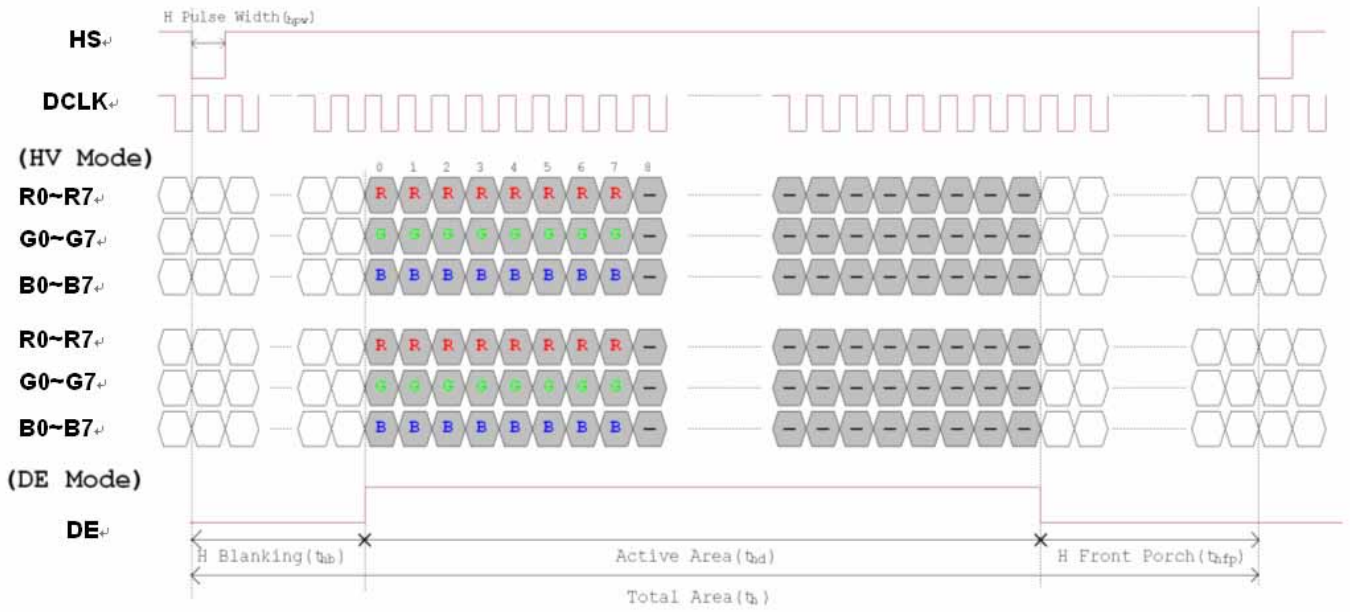 H Pulse Width(thpw)
HS
DCLK
(HV Mode)
0 1 2 3 4 5 6 7 8
R0~R7 R R R R R R R R - - - - - - - - -
G0~G7 G G G G G G G G - - - - - - - - -
B0~B7 B B B B B B B B - - - - - - - - -
R0~R7 R R R R R R R R - - - - - - - - -
G0~G7 G G G G G G G G - - - - - - - - -
B0~B7 B B B B B B B B - - - - - - - - -
(DE Mode)
DE
H Blanking(thb) Active Area(thd) H Front Porch(thfp)
Total Area(th)